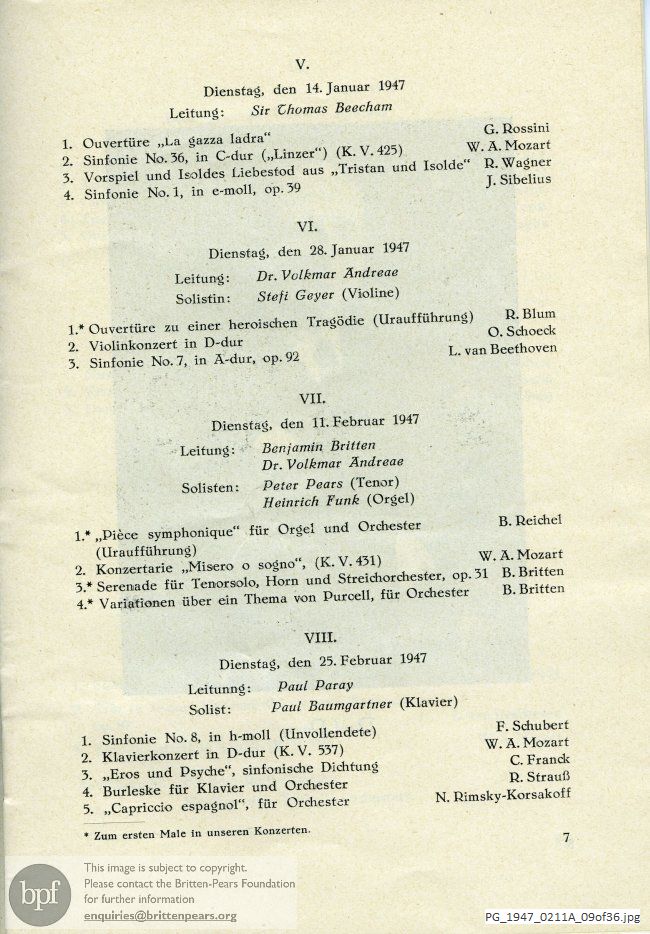 V.
Dienstag, den 14. Januar 1947
Leitung: Sir Thomas Beecham
1. Ouvertüre „La gazza ladra“ G. Rossini
2. Sinfonie No. 36, in C-dur („Linzer“) (K. V. 425) W. A. Mozart
3. Vorspiel und Isoldes Liebestod aus „Tristan und Isolde“ R. Wagner
4. Sinfonie No. 1, in e-moll, op. 39 J. Sibelius
VI.
Dienstag, den 28. Januar 1947
Leitung: Dr. Volkmar Andreae
Solistin: Stefi Geyer (Violine)
1.* Ouvertüre zu einer heroischen Tragödie (Uraufführung) R. Blum
2. Violinkonzert in D-dur O. Schoeck
3. Sinfonie No. 7, in A-dur, op. 92 L. van Beethoven
VII.
Dienstag, den 11. Februar 1947
Leitung: Benjamin Britten
Dr. Volkmar Andreae
Solisten: Peter Pears (Tenor)
Heinrich Funk (Orgel)
1.* „Pièce symphonique“ für Orgel und Orchester B. Reichel
(Uraufführung)
2. Konzertarie „Misero o sogno“, (K. V. 431) W. A. Mozart
3.* Serenade für Tenorsolo, Horn und Streichorchester, op. 31 B. Britten
4.* Variationen über ein Thema von Purcell, für Orchester B. Britten
VIII.
Dienstag, den 25. Februar 1947
Leitunng: Paul Paray
Solist: Paul Baumgartner (Klavier)
1. Sinfonie No. 8, in h-moll (Unvollendete) F. Schubert
2. Klavierkonzert in D-dur (K. V. 537) W. A. Mozart
3. „Eros und Psyche“, sinfonische Dichtung C. Franck
4. Burleske für Klavier und Orchester R. Strauß
5. „Capriccio espagnol“, für Orchester N. Rimsky-Korsakoff
* Zum ersten Male in unseren Konzerten.
7
bpf
This image is subject to copyright.
Please contact the Britten-Pears Foundation
for further information
enquiries@brittenpears.org
PG_1947_0211A_09of36.jpg